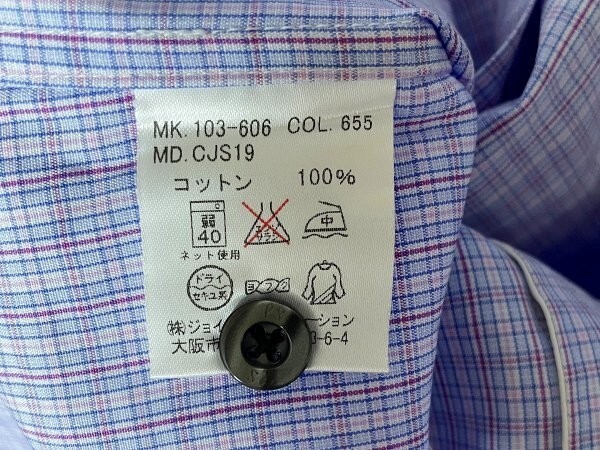 MK.103-606 COL.655
MD.CJS19
コットン 100%
弱 40 中
ネット使用
ドライ
セキユ系
(株)ジョイ ーション
大阪市 3-6-4